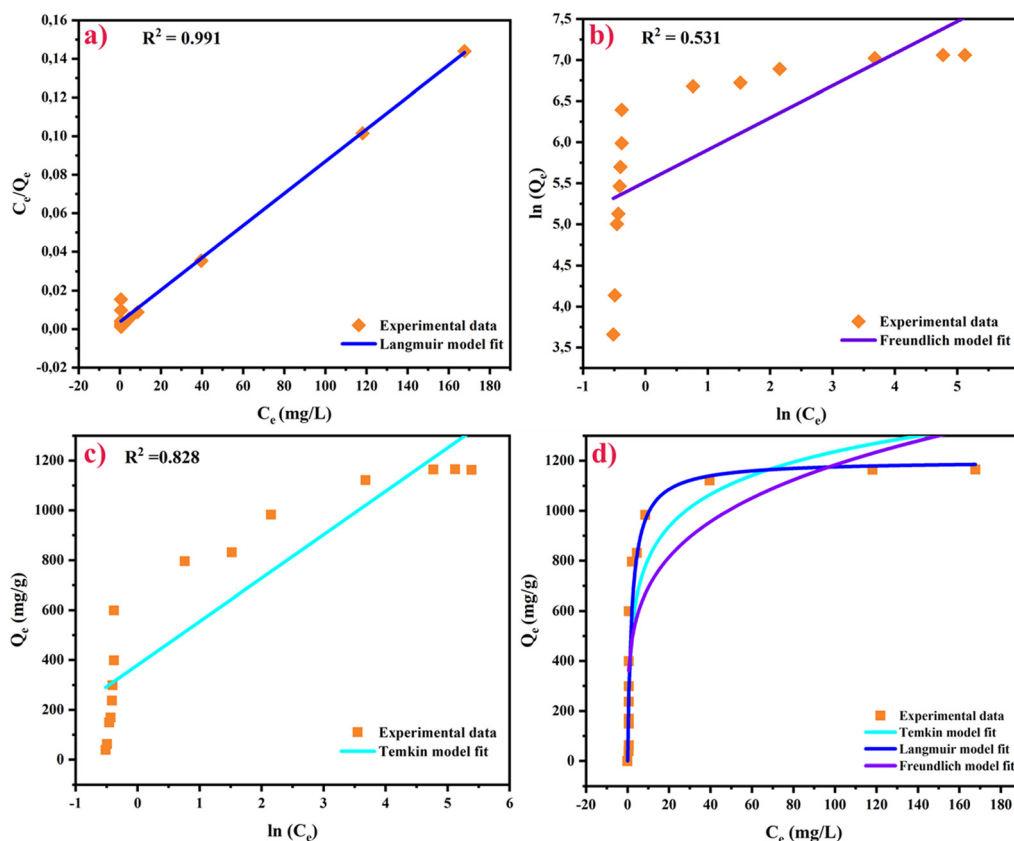 a)
R² = 0.991
0,16
0,14
0,12
0,10
0,08
0,06
0,04
0,02
0,00
-0,02
Cₑ/Qₑ
Experimental data
Langmuir model fit
-20 0 20 40 60 80 100 120 140 160 180
Cₑ (mg/L)
b)
R² = 0.531
7,5
7,0
6,5
6,0
5,5
5,0
4,5
4,0
3,5
ln (Qₑ)
Experimental data
Freundlich model fit
-1 0 1 2 3 4 5
ln (Cₑ)
c)
R² =0.828
1200
1000
800
600
400
200
0
Qₑ (mg/g)
Experimental data
Temkin model fit
-1 0 1 2 3 4 5 6
ln (Cₑ)
d)
1200
1000
800
600
400
200
0
Qₑ (mg/g)
Experimental data
Temkin model fit
Langmuir model fit
Freundlich model fit
-20 0 20 40 60 80 100 120 140 160 180
Cₑ (mg/L)